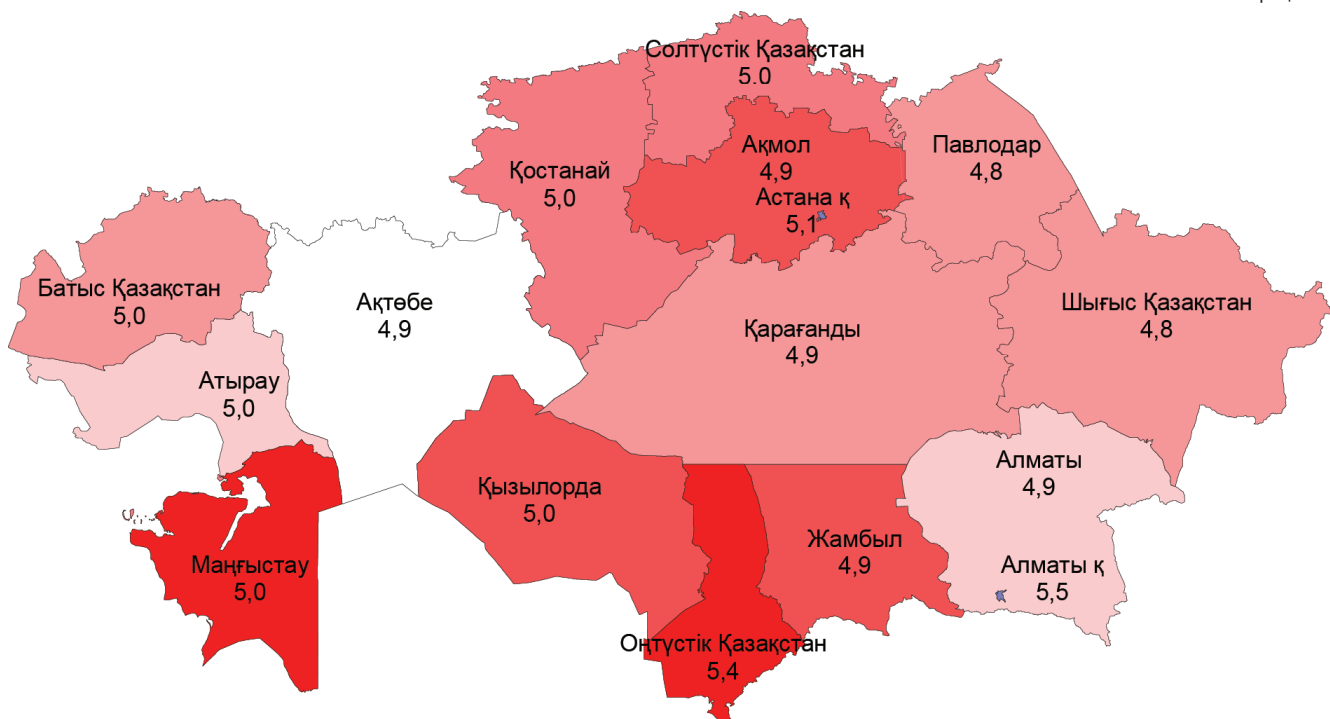 Солтүстік Қазақстан
5.0
Ақмол
4,9
Астана қ
5,1
Павлодар
4,8
Қостанай
5,0
Батыс Қазақстан
5,0
Ақтөбе
4,9
Қарағанды
4,9
Шығыс Қазақстан
4,8
Атырау
5,0
Қызылорда
5,0
Алматы
4,9
Маңғыстау
5,0
Жамбыл
4,9
Алматы қ
5,5
Оңтүстік Қазақстан
5,4